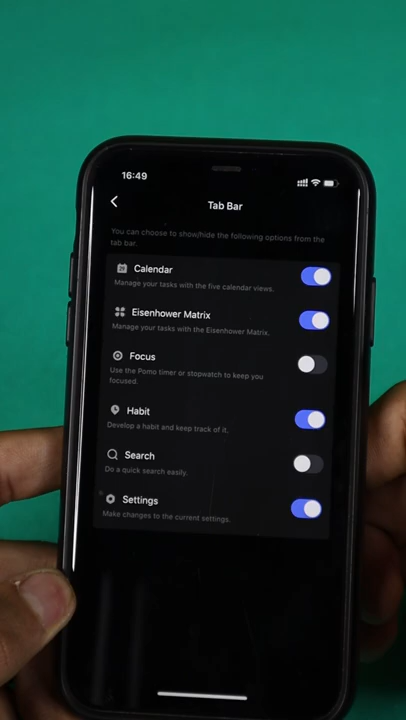 16:49
Tab Bar
You can choose to show/hide the following options from the
tab bar.
Calendar
Manage your tasks with the five calendar views.
Eisenhower Matrix
Manage your tasks with the Eisenhower Matrix.
Focus
Use the Pomo timer or stopwatch to keep you
focused.
Habit
Develop a habit and keep track of it.
Search
Do a quick search easily.
Settings
Make changes to the current settings.